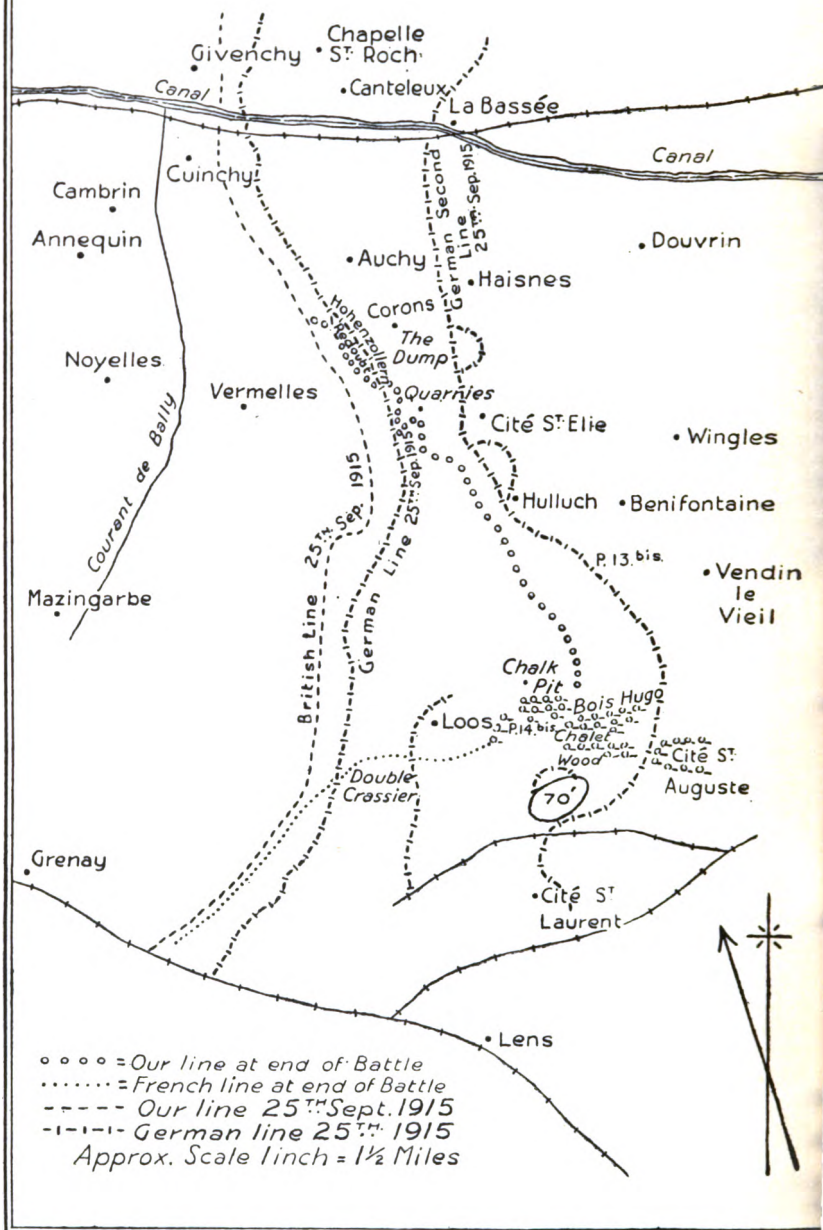 Chapelle
St. Roch
Givenchy
Canteleux
Canal
La Bassée
Canal
Cuinchy
Cambrin
Annequin
Auchy
German Second
Line
25TH Sep. 1915
Douvrin
Haisnes
Hohenzollern
Redoubt
Corons
The
Dump
Noyelles
Vermelles
Quarries
Cité St Elie
Wingles
Courant de Bally
British Line 25TH Sep. 1915
German Line 25TH Sep. 1915
Hulluch
Benifontaine
P.13.bis.
Vendin
le
Vieil
Mazingarbe
Chalk
Pit
Bois Hugo
Loos
P.14.bis
Chalet
Wood
Cité St.
Auguste
Double
Crassier
70'
Grenay
Cité St
Laurent
Lens
= Our line at end of Battle
= French line at end of Battle
Our line 25TH Sept. 1915
German line 25TH 1915
Approx. Scale 1 inch = 1½ Miles